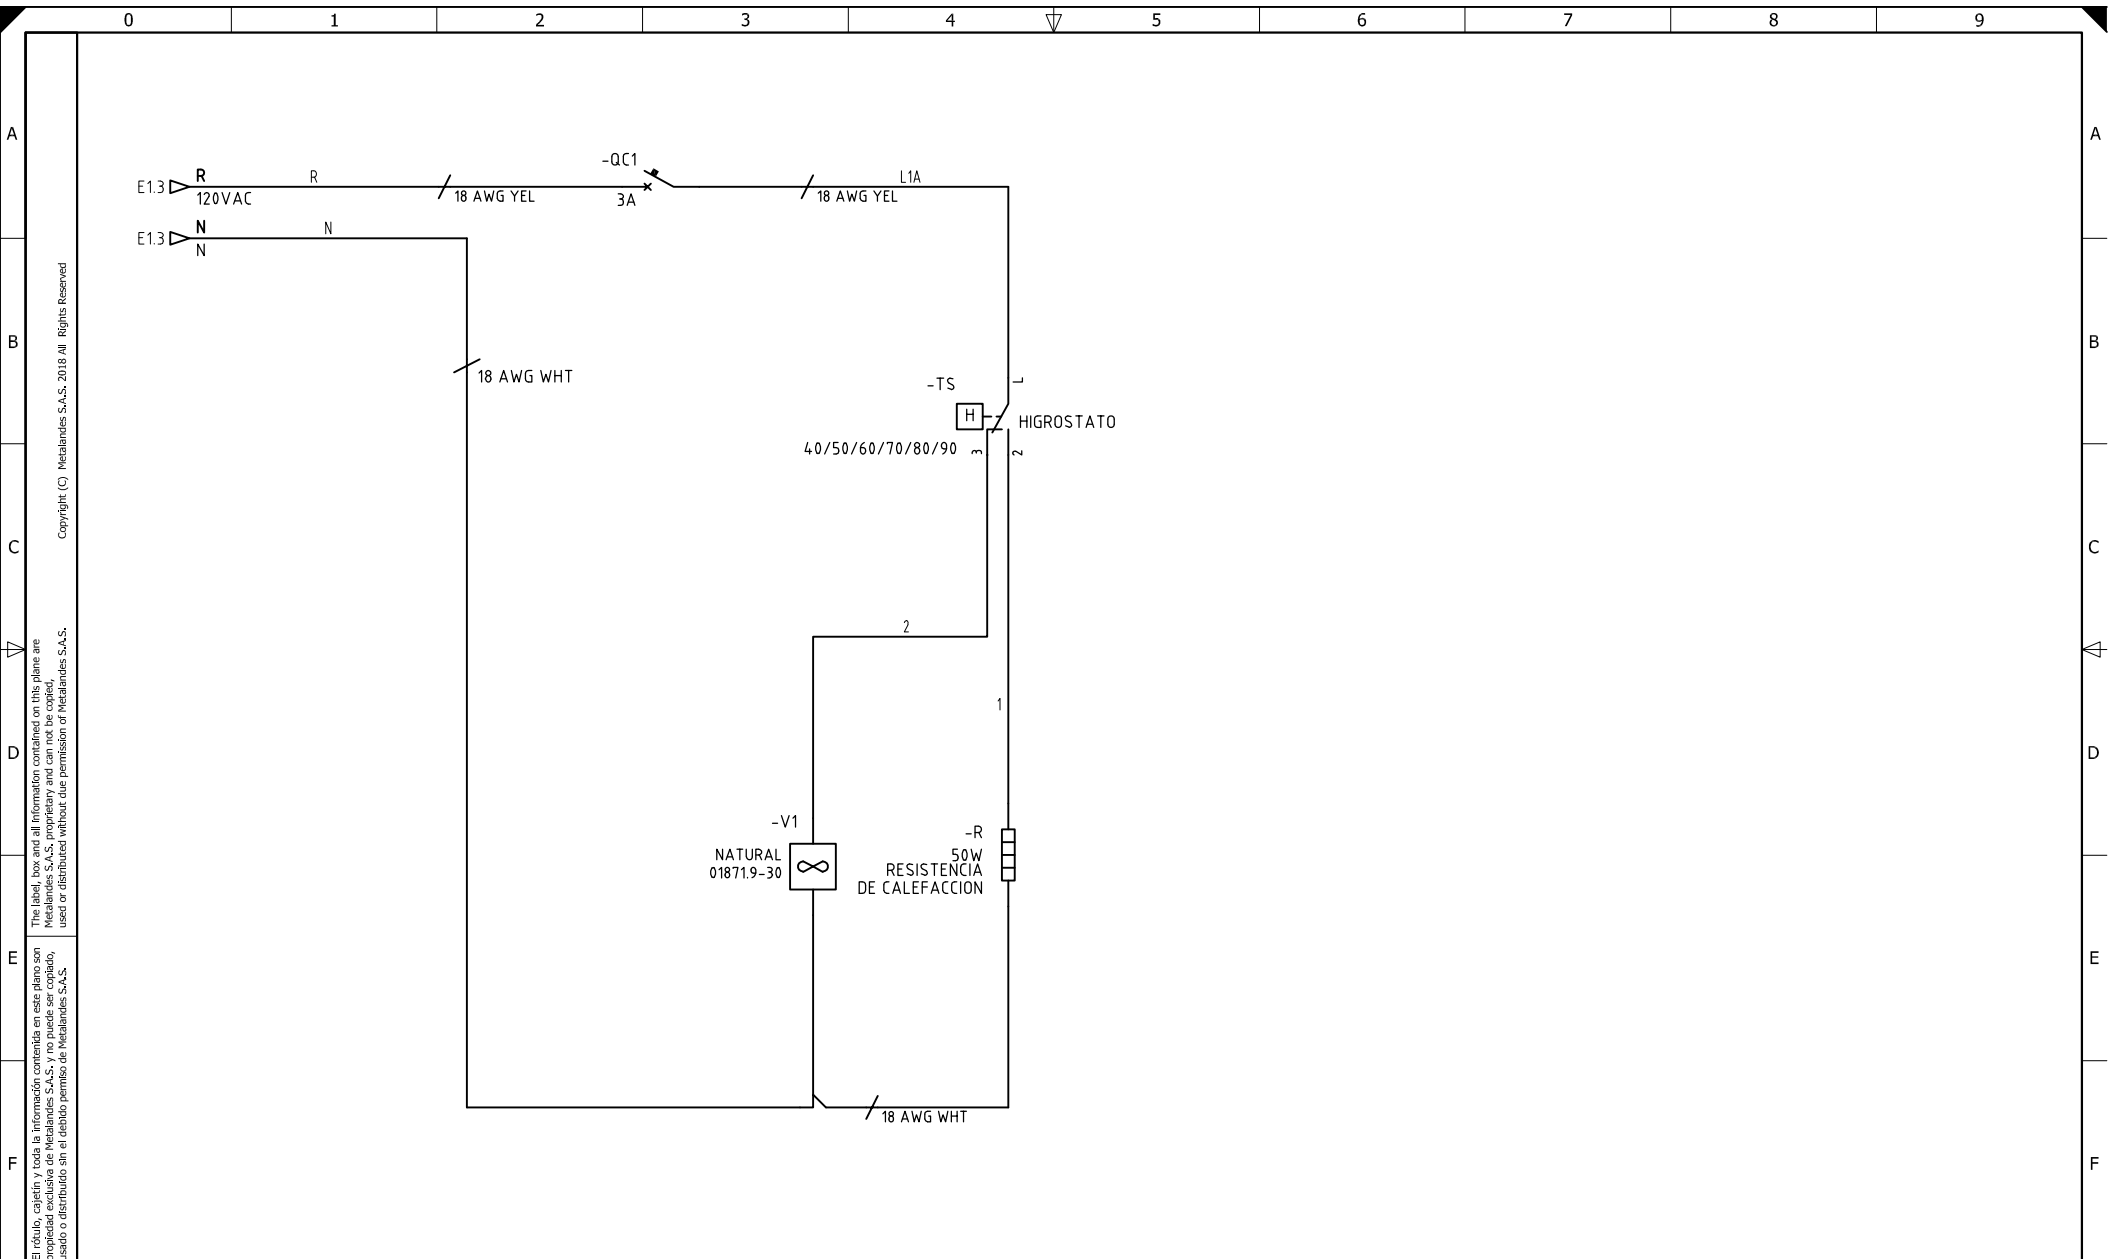 0 1 2 3 4 5 6 7 8 9
A A
-QC1
E1.3 R R L1A
120VAC 18 AWG YEL 3A 18 AWG YEL
E1.3 N N
N
B B
18 AWG WHT
-TS L
H HIGROSTATO
40/50/60/70/80/90 3 2
C C
2
1
D D
-V1
NATURAL
01871.9-30
-R
50W
RESISTENCIA
DE CALEFACCION
E E
18 AWG WHT
F F
Copyright (C) Metalandes S.A.S. 2018 All Rights Reserved
The label, box and all information contained on this plane are
Metalandes S.A.S. proprietary and can not be copied,
used or distributed without due permission of Metalandes S.A.S.
El rótulo, cajetín y toda la información contenida en este plano son
propiedad exclusiva de Metalandes S.A.S. y no puede ser copiado,
usado o distribuido sin el debido permiso de Metalandes S.A.S.